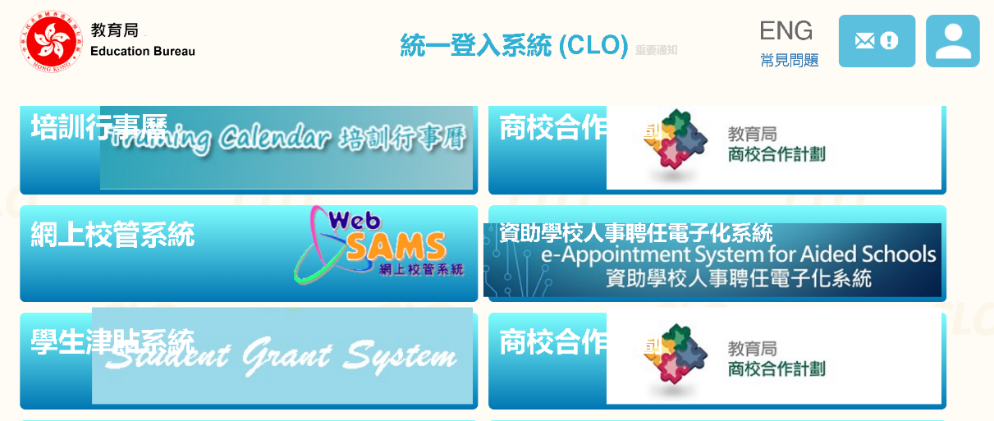 教育局
Education Bureau
統一登入系統 (CLO) 重要通知
ENG
常見問題
培訓行事曆
Training Calendar 培訓行事曆
商校合作計劃
教育局
商校合作計劃
網上校管系統
Web
SAMS
網上校管系統
資助學校人事聘任電子化系統
e-Appointment System for Aided Schools
資助學校人事聘任電子化系統
學生津貼系統
Student Grant System
商校合作計劃
教育局
商校合作計劃